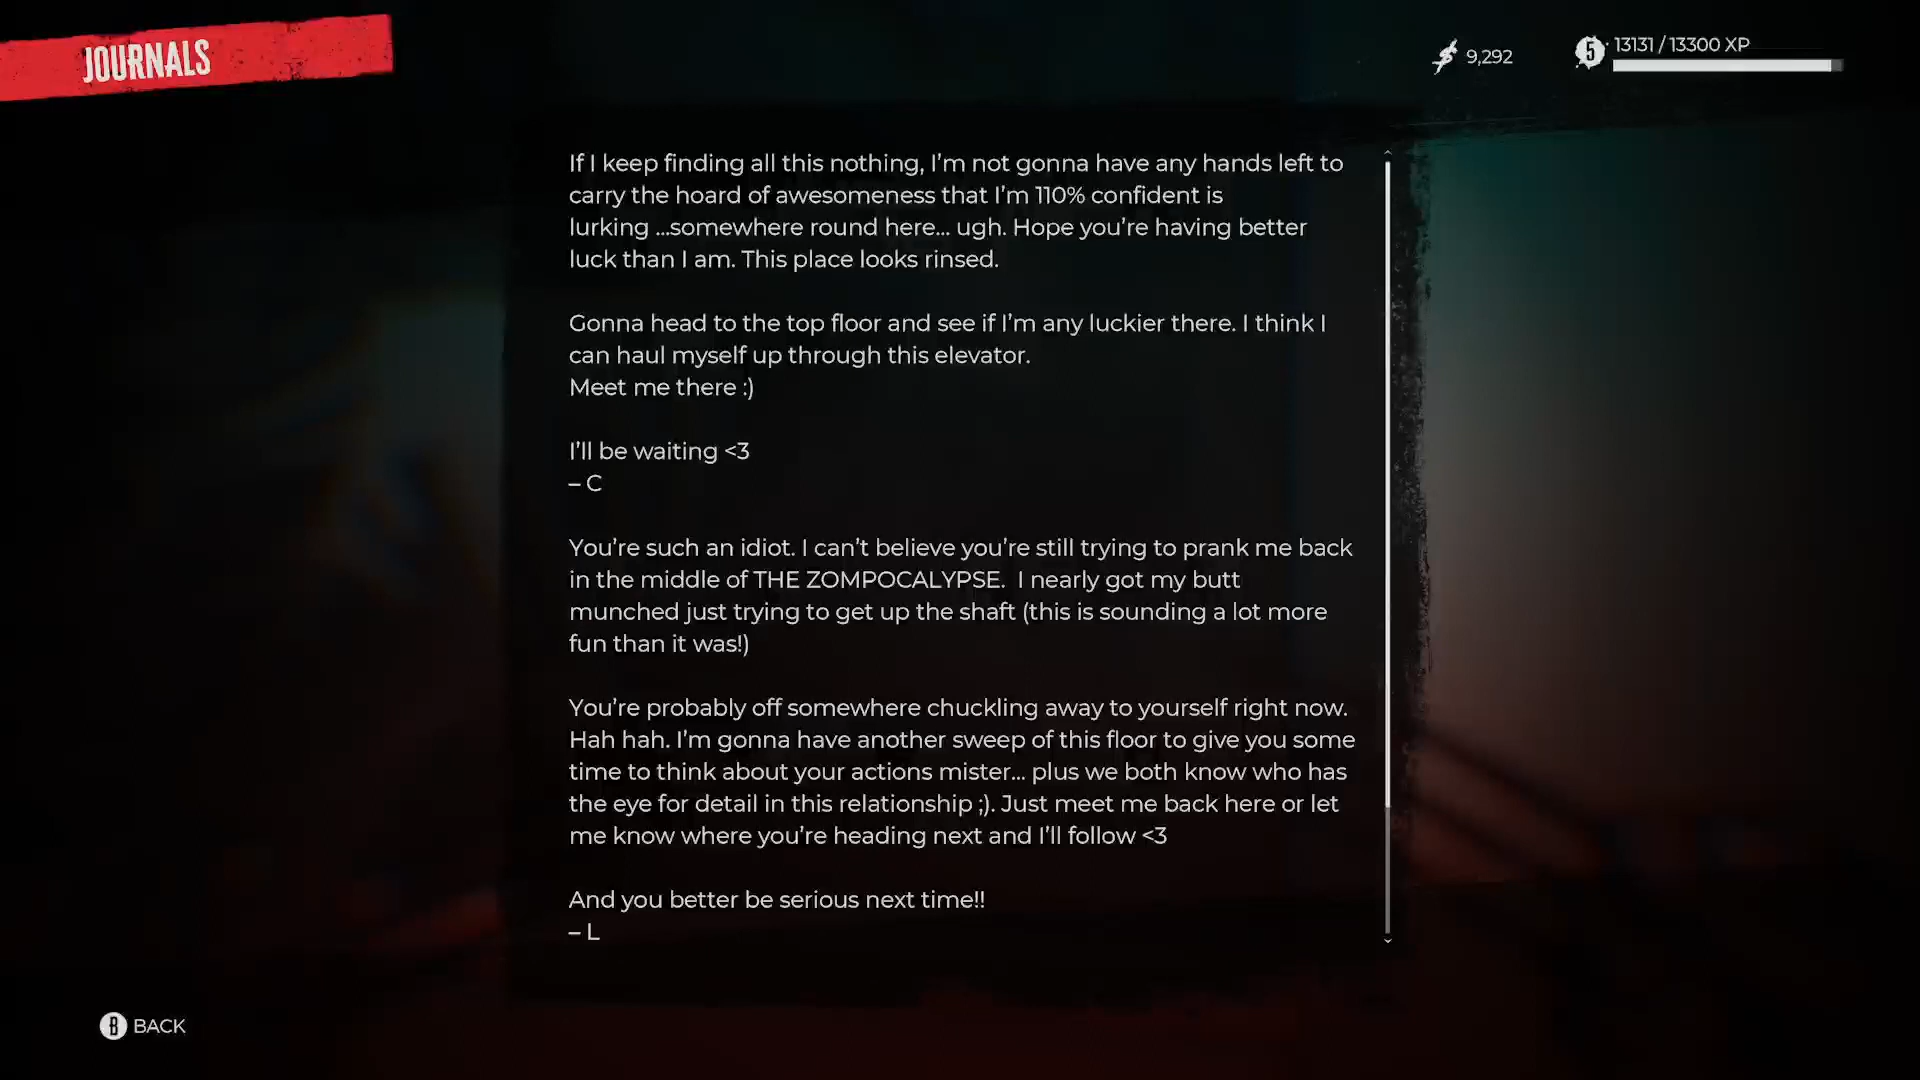 JOURNALS
9,292
5
13131 / 13300 XP
If I keep finding all this nothing, I'm not gonna have any hands left to
carry the hoard of awesomeness that I'm 110% confident is
lurking ...somewhere round here... ugh. Hope you're having better
luck than I am. This place looks rinsed.
Gonna head to the top floor and see if I'm any luckier there. I think I
can haul myself up through this elevator.
Meet me there :)
I'll be waiting <3
– C
You're such an idiot. I can't believe you're still trying to prank me back
in the middle of THE ZOMPOCALYPSE.  I nearly got my butt
munched just trying to get up the shaft (this is sounding a lot more
fun than it was!)
You're probably off somewhere chuckling away to yourself right now.
Hah hah. I'm gonna have another sweep of this floor to give you some
time to think about your actions mister... plus we both know who has
the eye for detail in this relationship ;). Just meet me back here or let
me know where you're heading next and I'll follow <3
And you better be serious next time!!
– L
B BACK